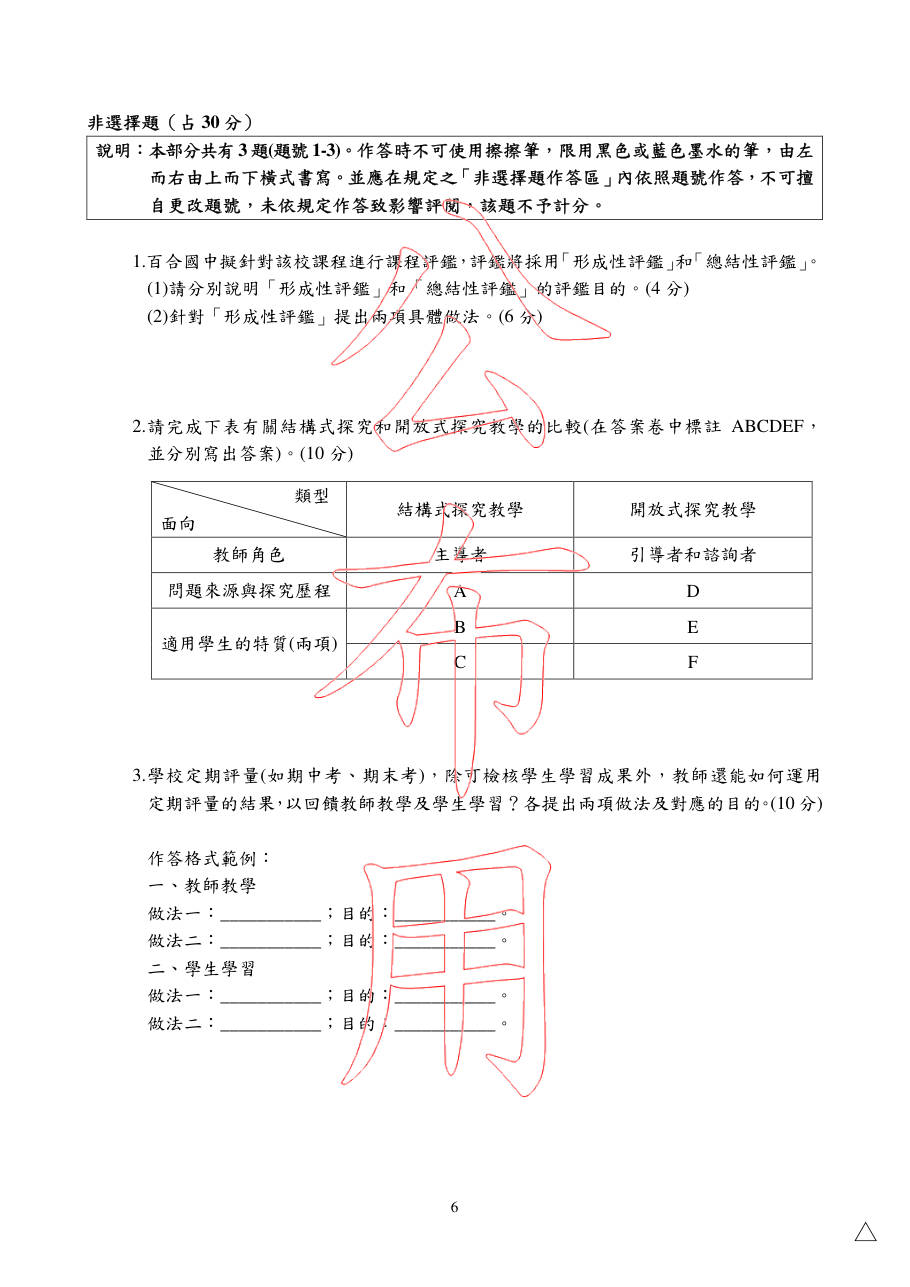 非選擇題（占 30 分）
說明：本部分共有 3 題(題號 1-3)。作答時不可使用擦擦筆，限用黑色或藍色墨水的筆，由左
而右由上而下橫式書寫。並應在規定之「非選擇題作答區」內依照題號作答，不可擅
自更改題號，未依規定作答致影響評閱，該題不予計分。
1.百合國中擬針對該校課程進行課程評鑑，評鑑將採用「形成性評鑑」和「總結性評鑑」。
(1)請分別說明「形成性評鑑」和「總結性評鑑」的評鑑目的。(4 分)
(2)針對「形成性評鑑」提出兩項具體做法。(6 分)
2.請完成下表有關結構式探究和開放式探究教學的比較(在答案卷中標註 ABCDEF，
並分別寫出答案)。(10 分)
類型
面向
結構式探究教學
開放式探究教學
教師角色
主導者
引導者和諮詢者
問題來源與探究歷程
A
D
適用學生的特質(兩項)
B
E
C
F
3.學校定期評量(如期中考、期末考)，除可檢核學生學習成果外，教師還能如何運用
定期評量的結果，以回饋教師教學及學生學習？各提出兩項做法及對應的目的。(10 分)
作答格式範例：
一、教師教學
做法一：___________；目的：___________。
做法二：___________；目的：___________。
二、學生學習
做法一：___________；目的：___________。
做法二：___________；目的：___________。
公
布
用
6